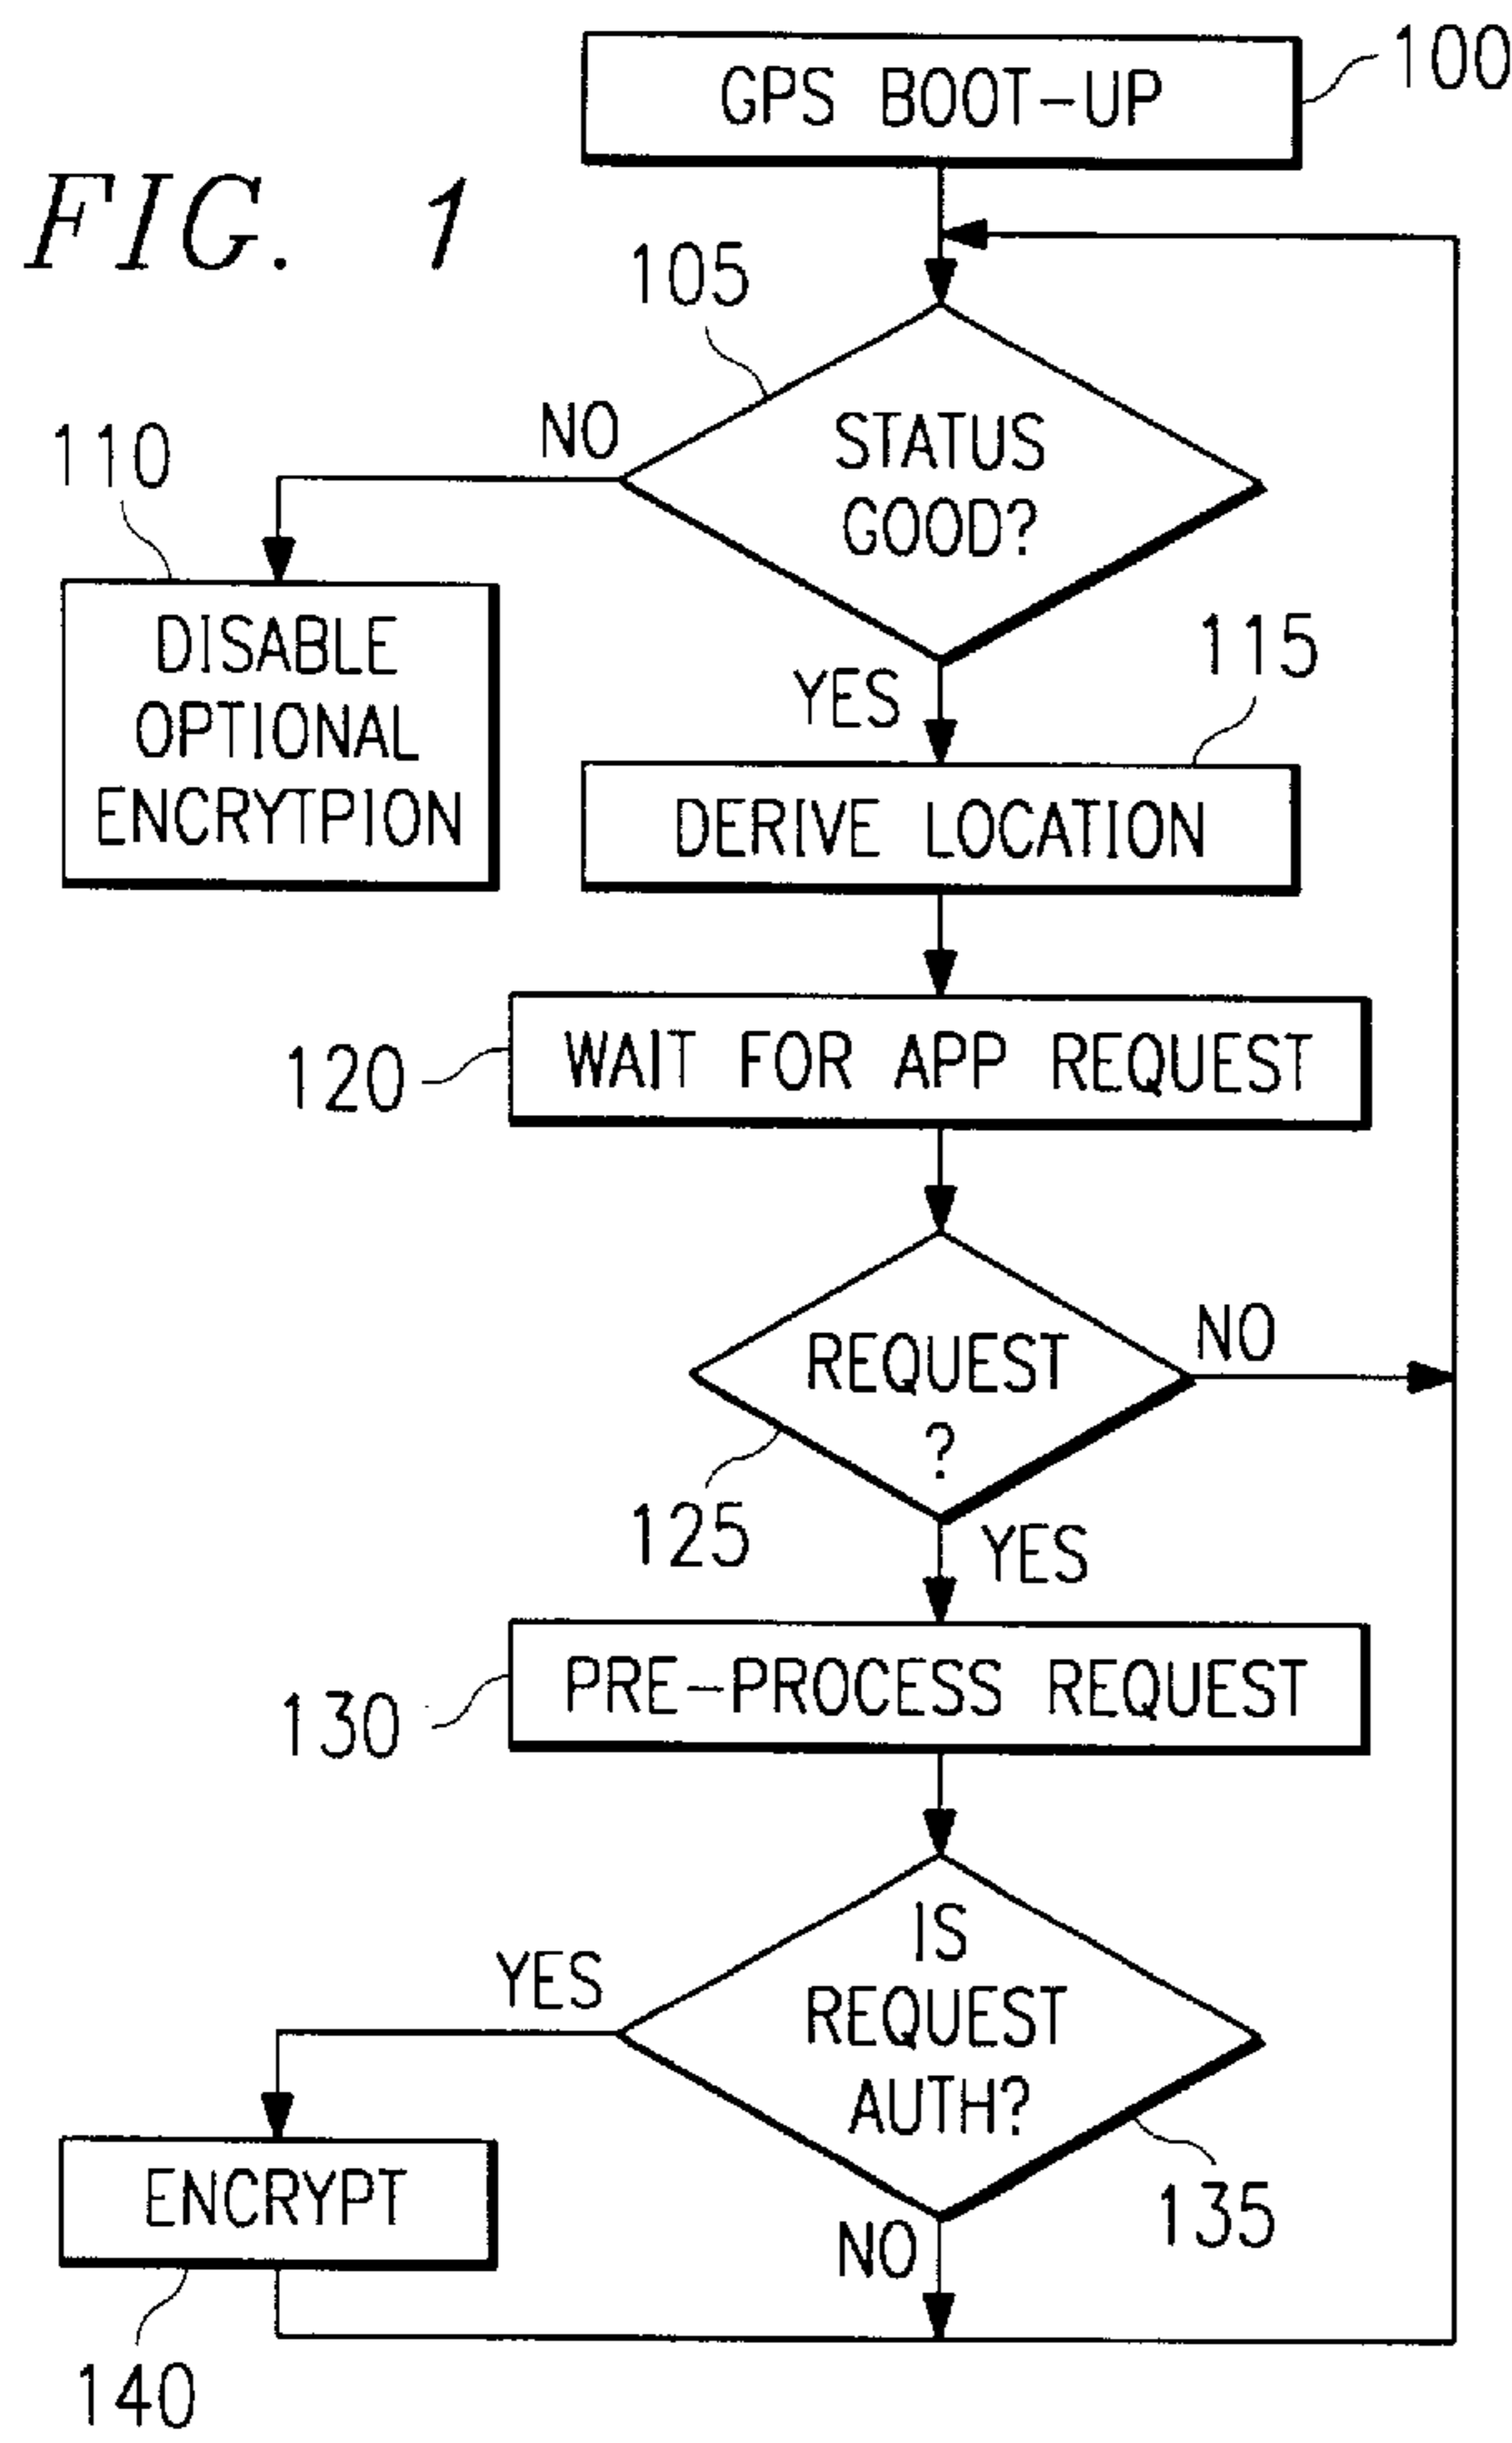 GPS BOOT-UP
100
FIG. 1
105
NO
STATUS
GOOD?
110
DISABLE
OPTIONAL
ENCRYTPION
YES
115
DERIVE LOCATION
WAIT FOR APP REQUEST
120
REQUEST
?
NO
125
YES
PRE-PROCESS REQUEST
130
IS
REQUEST
AUTH?
YES
135
ENCRYPT
NO
140